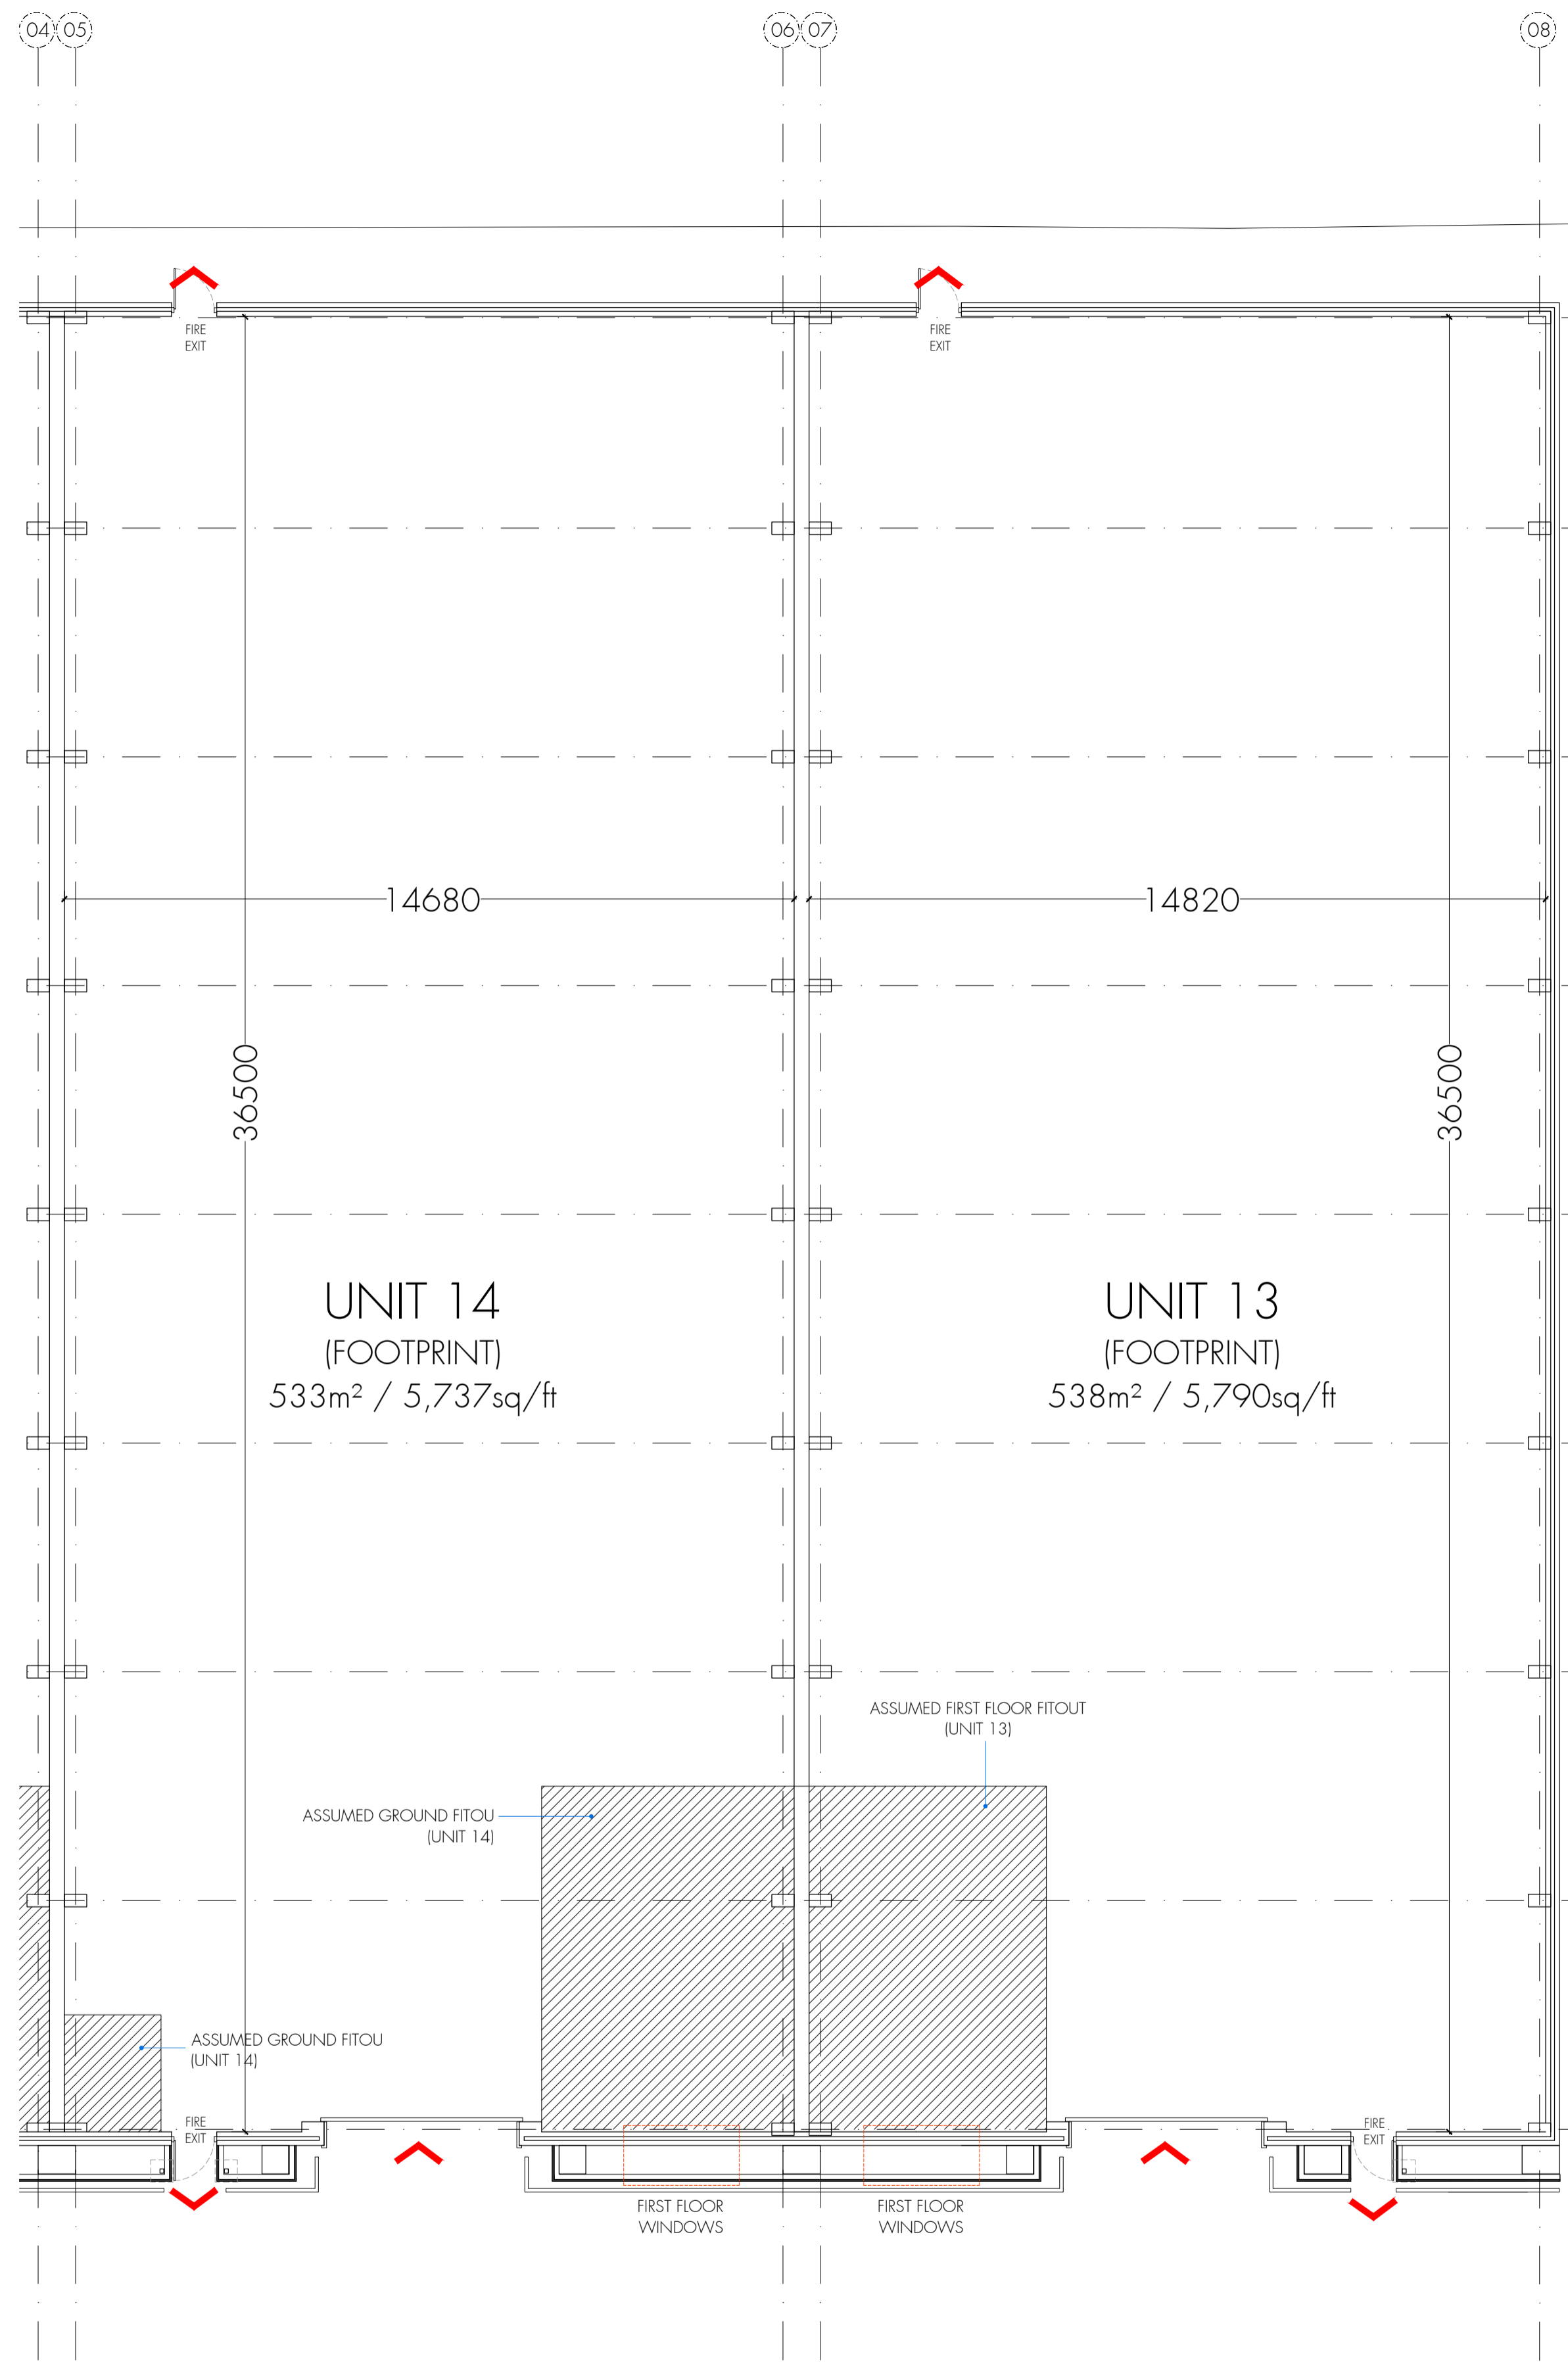 04 05 06 07 08
FIRE
EXIT
FIRE
EXIT
14680
14820
36500
36500
UNIT 14
(FOOTPRINT)
533m² / 5,737sq/ft
UNIT 13
(FOOTPRINT)
538m² / 5,790sq/ft
ASSUMED FIRST FLOOR FITOUT
(UNIT 13)
ASSUMED GROUND FITOU
(UNIT 14)
ASSUMED GROUND FITOU
(UNIT 14)
FIRE
EXIT
FIRE
EXIT
FIRST FLOOR
WINDOWS
FIRST FLOOR
WINDOWS